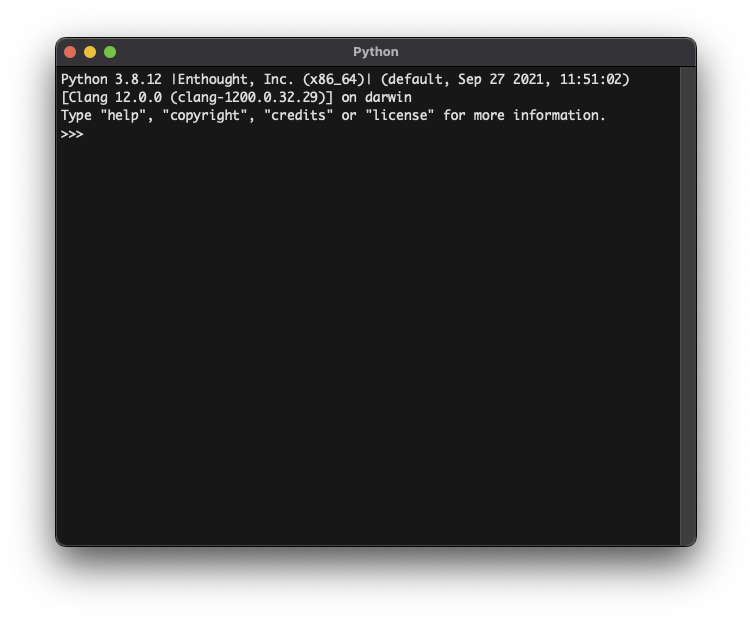 Python
Python 3.8.12 |Enthought, Inc. (x86_64)| (default, Sep 27 2021, 11:51:02)
[Clang 12.0.0 (clang-1200.0.32.29)] on darwin
Type "help", "copyright", "credits" or "license" for more information.
>>>